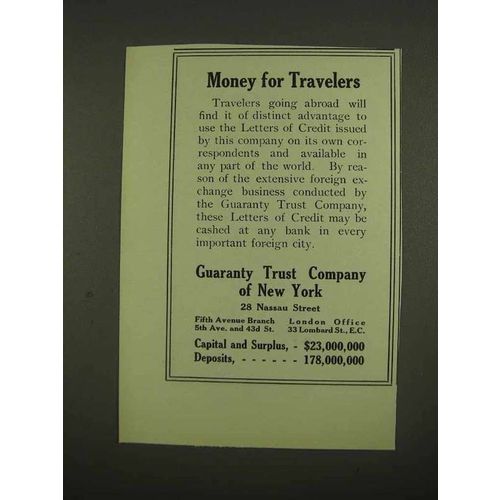 Money for Travelers
Travelers going abroad will
find it of distinct advantage to
use the Letters of Credit issued
by this company on its own cor-
respondents and available in
any part of the world. By rea-
son of the extensive foreign ex-
change business conducted by
the Guaranty Trust Company,
these Letters of Credit may be
cashed at any bank in every
important foreign city.
Guaranty Trust Company
of New York
28 Nassau Street
Fifth Avenue Branch London Office
5th Ave. and 43d St. 33 Lombard St., E.C.
Capital and Surplus, - $23,000,000
Deposits, - - - - - - 178,000,000